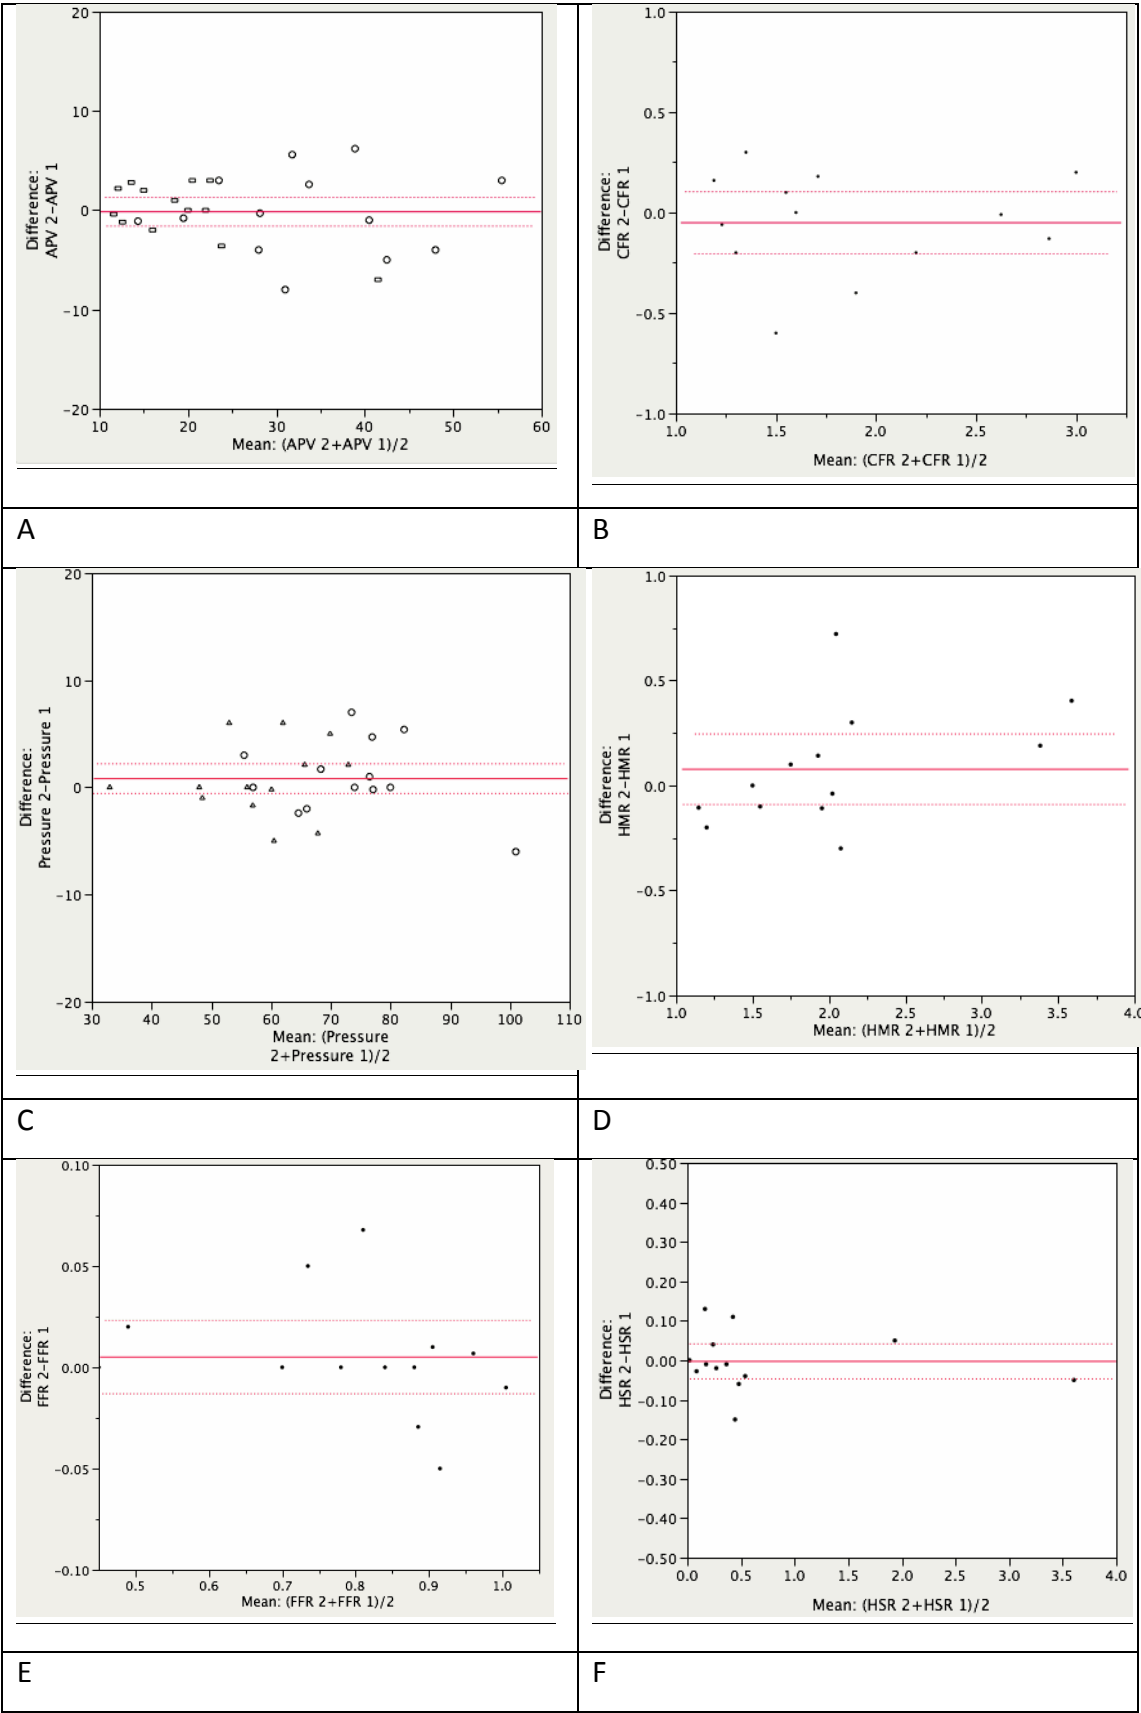 20
10
0
−10
−20
Difference:
APV 2−APV 1
10 20 30 40 50 60
Mean: (APV 2+APV 1)/2
1.0
0.5
0.0
−0.5
−1.0
Difference:
CFR 2−CFR 1
1.0 1.5 2.0 2.5 3.0
Mean: (CFR 2+CFR 1)/2
A
B
20
10
0
−10
−20
Difference:
Pressure 2−Pressure 1
30 40 50 60 70 80 90 100 110
Mean: (Pressure
2+Pressure 1)/2
1.0
0.5
0.0
−0.5
−1.0
Difference:
HMR 2−HMR 1
1.0 1.5 2.0 2.5 3.0 3.5 4.0
Mean: (HMR 2+HMR 1)/2
C
D
0.10
0.05
0.00
−0.05
−0.10
Difference:
FFR 2−FFR 1
0.5 0.6 0.7 0.8 0.9 1.0
Mean: (FFR 2+FFR 1)/2
0.50
0.40
0.30
0.20
0.10
0.00
−0.10
−0.20
−0.30
−0.40
−0.50
Difference:
HSR 2−HSR 1
0.0 0.5 1.0 1.5 2.0 2.5 3.0 3.5 4.0
Mean: (HSR 2+HSR 1)/2
E
F